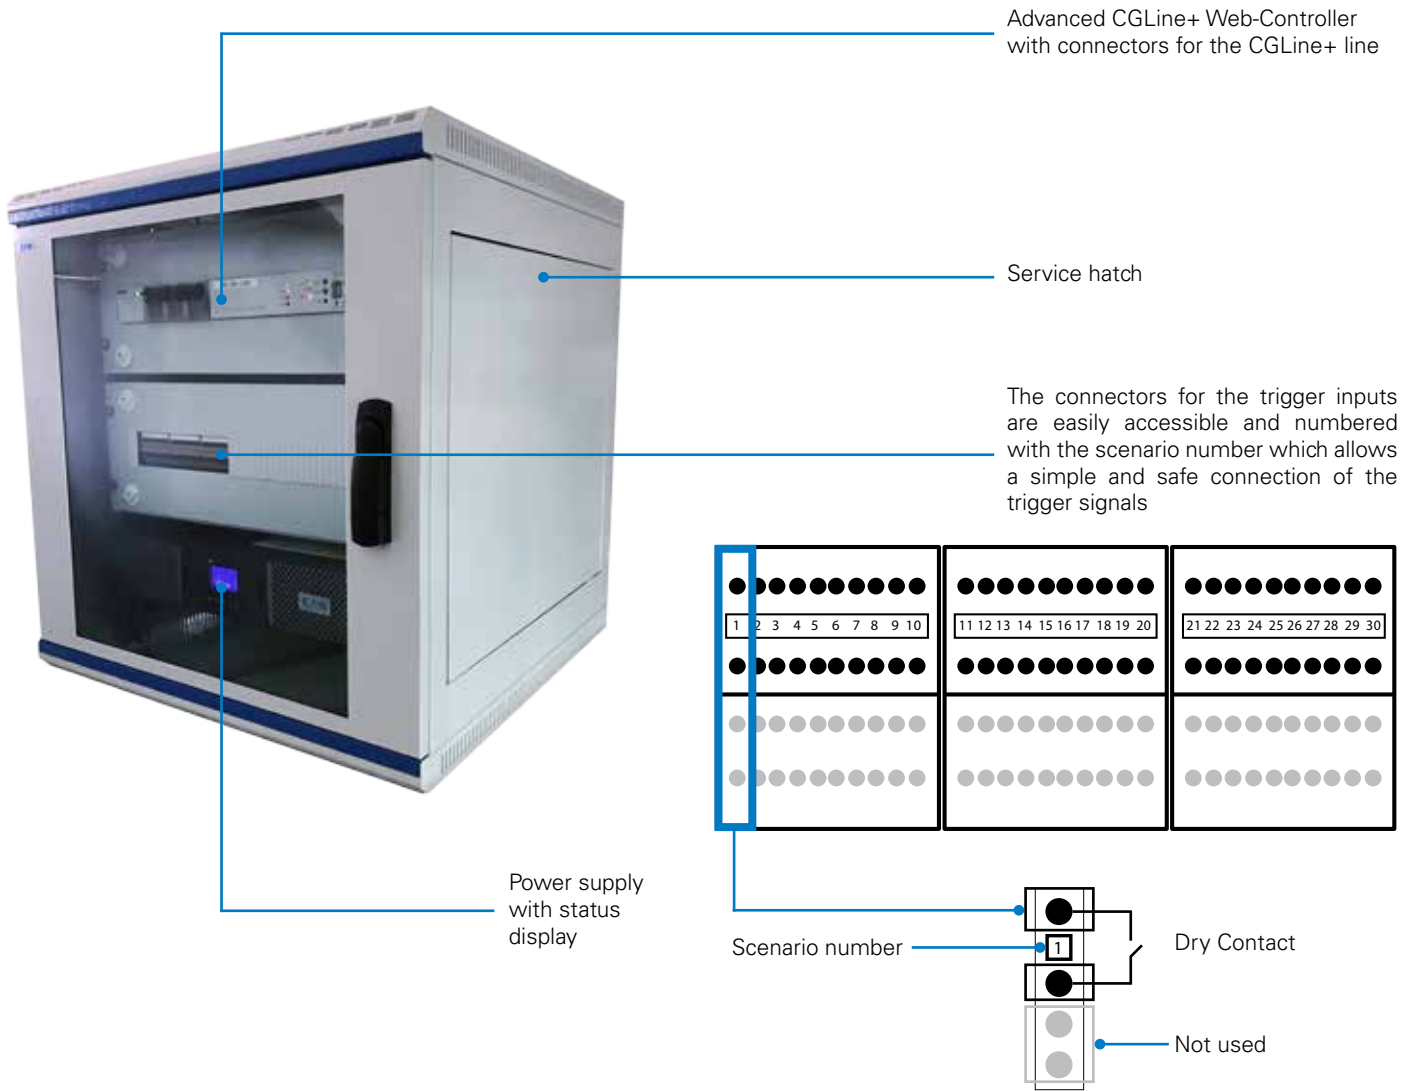 Advanced CGLine+ Web-Controller
with connectors for the CGLine+ line
Service hatch
The connectors for the trigger inputs
are easily accessible and numbered
with the scenario number which allows
a simple and safe connection of the
trigger signals
1 2 3 4 5 6 7 8 9 10
11 12 13 14 15 16 17 18 19 20
21 22 23 24 25 26 27 28 29 30
Power supply
with status
display
Scenario number
1
Dry Contact
Not used